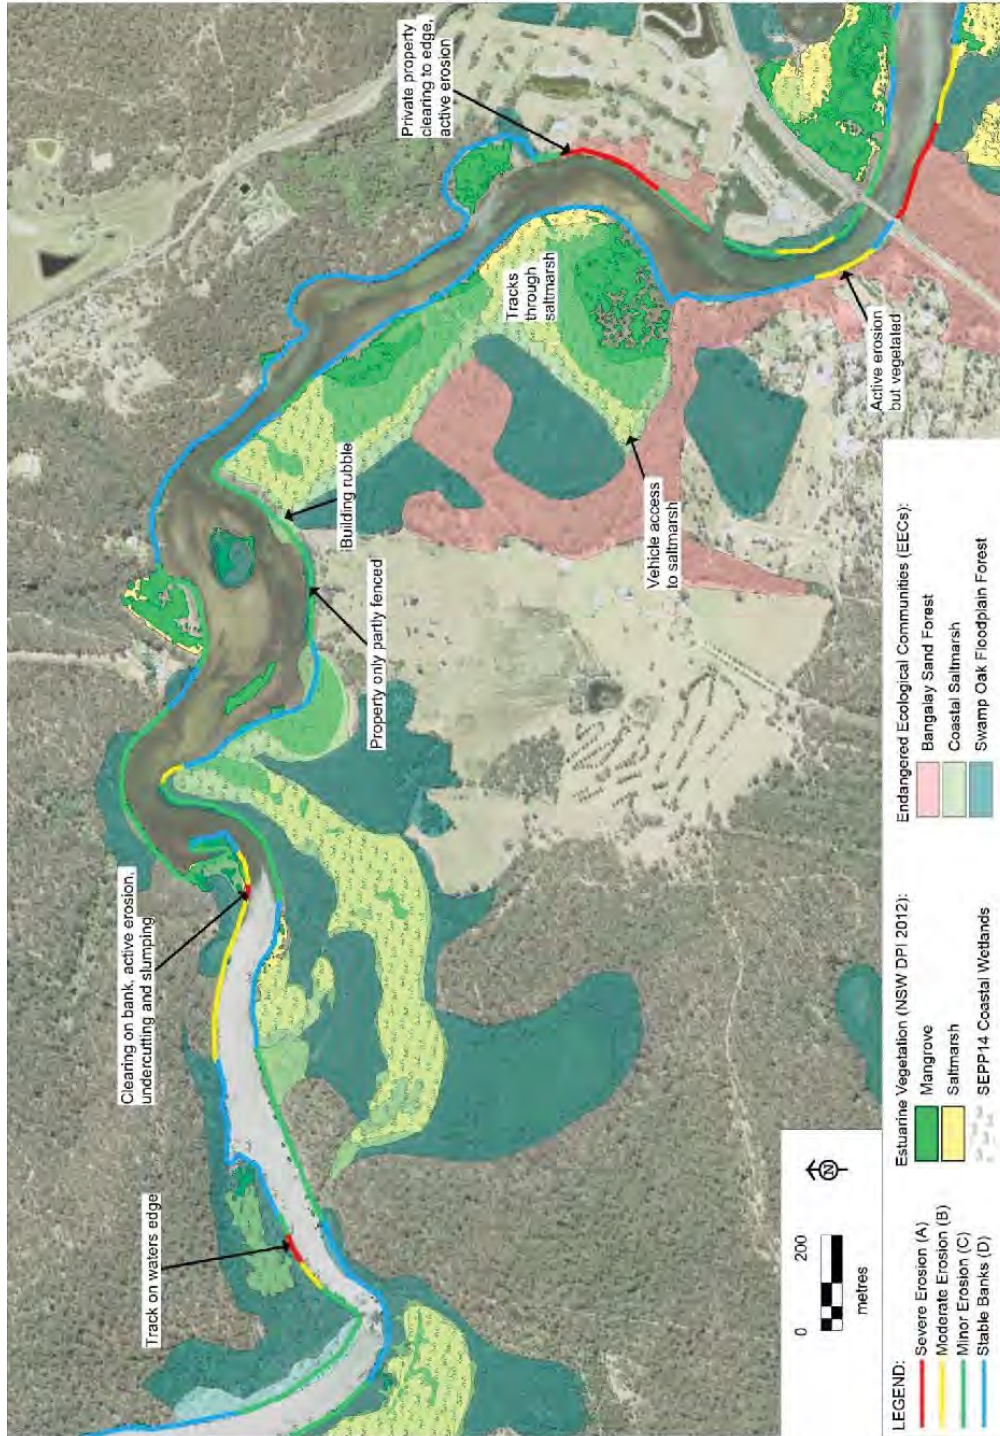 Track on waters edge
Clearing on bank, active erosion,
undercutting and slumping
Property only partly fenced
Building rubble
Tracks
through
saltmarsh
Private property
clearing to edge,
active erosion
Vehicle access
to saltmarsh
Active erosion
but vegetated
0
200
metres
N
LEGEND:
Severe Erosion (A)
Moderate Erosion (B)
Minor Erosion (C)
Stable Banks (D)
Estuarine Vegetation (NSW DPI 2012):
Mangrove
Saltmarsh
SEPP14 Coastal Wetlands
Endangered Ecological Communities (EECs):
Bangalay Sand Forest
Coastal Saltmarsh
Swamp Oak Floodplain Forest